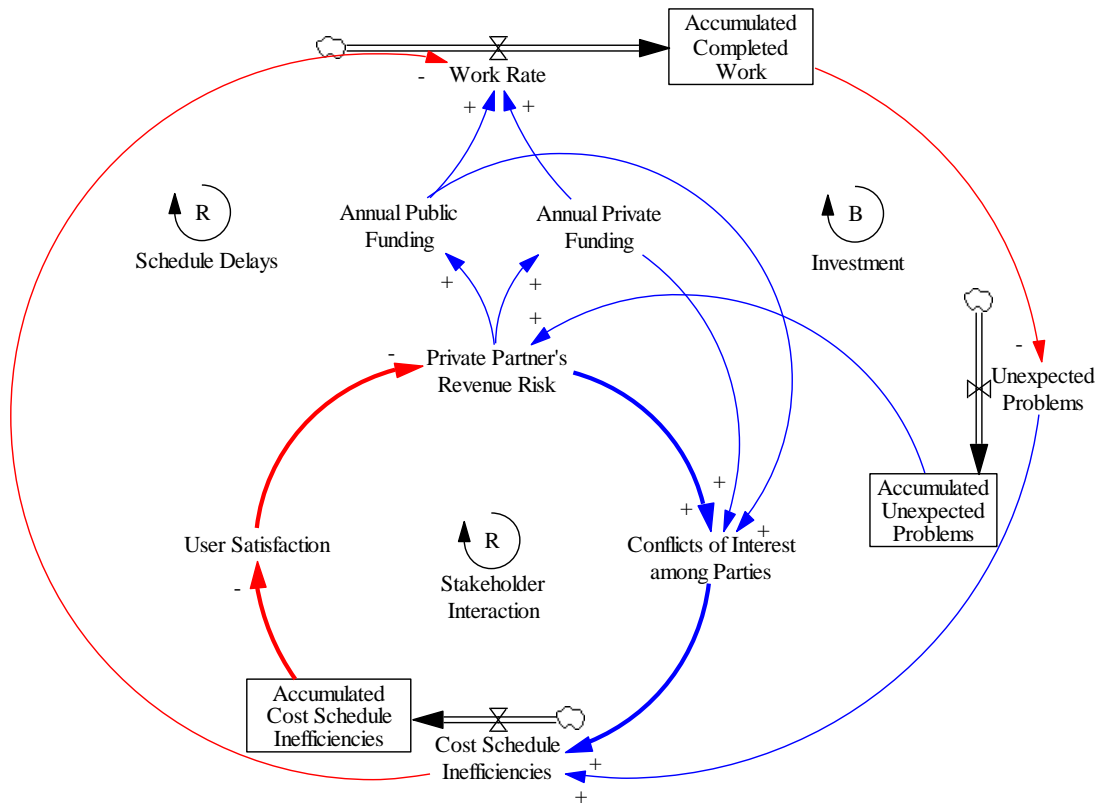 Accumulated
Completed
Work
-
Work Rate
+
+
R
Schedule Delays
Annual Public
Funding
Annual Private
Funding
B
Investment
+
+
+
-
Private Partner's
Revenue Risk
-
Unexpected
Problems
Accumulated
Unexpected
Problems
+
+
+
User Satisfaction
R
Stakeholder
Interaction
Conflicts of Interest
among Parties
-
Accumulated
Cost Schedule
Inefficiencies
Cost Schedule
Inefficiencies
+
+